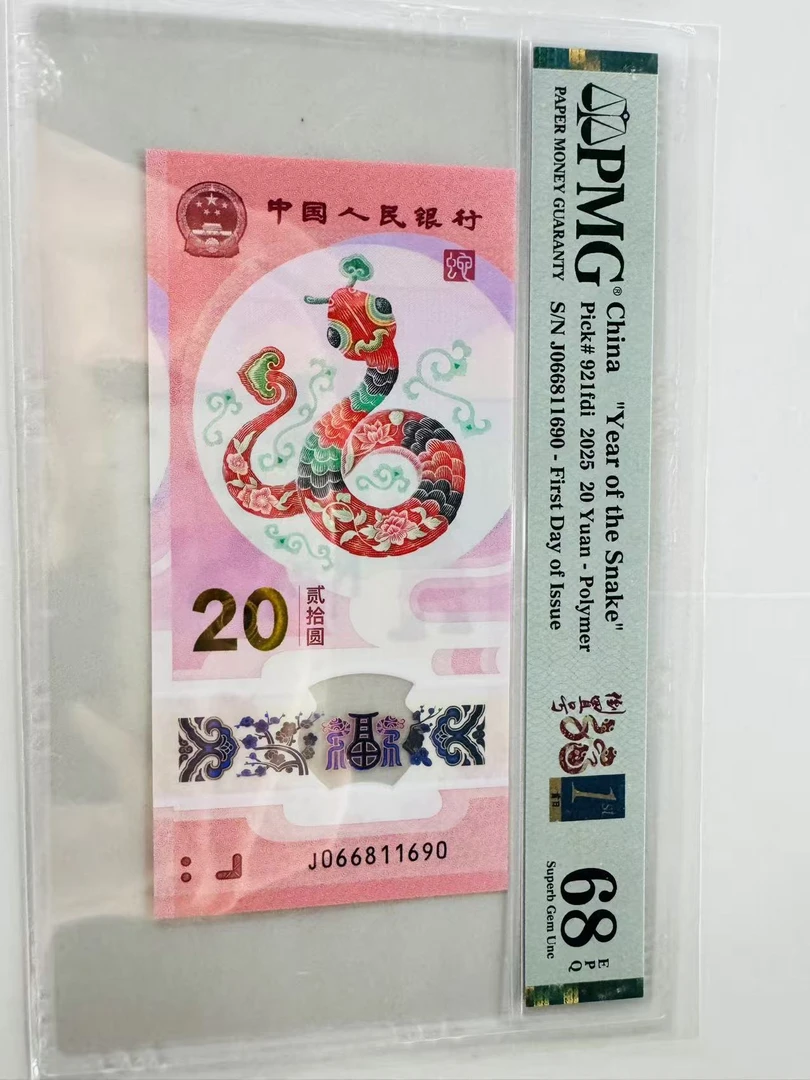 中国人民银行
20
贰拾圆
福
J066811690
PMG®
PAPER MONEY GUARANTY
China "Year of the Snake"
Pick# 921fdi 2025 20 Yuan - Polymer
S/N J066811690 - First Day of Issue
1st
首日
68
EPQ
Superb Gem Unc